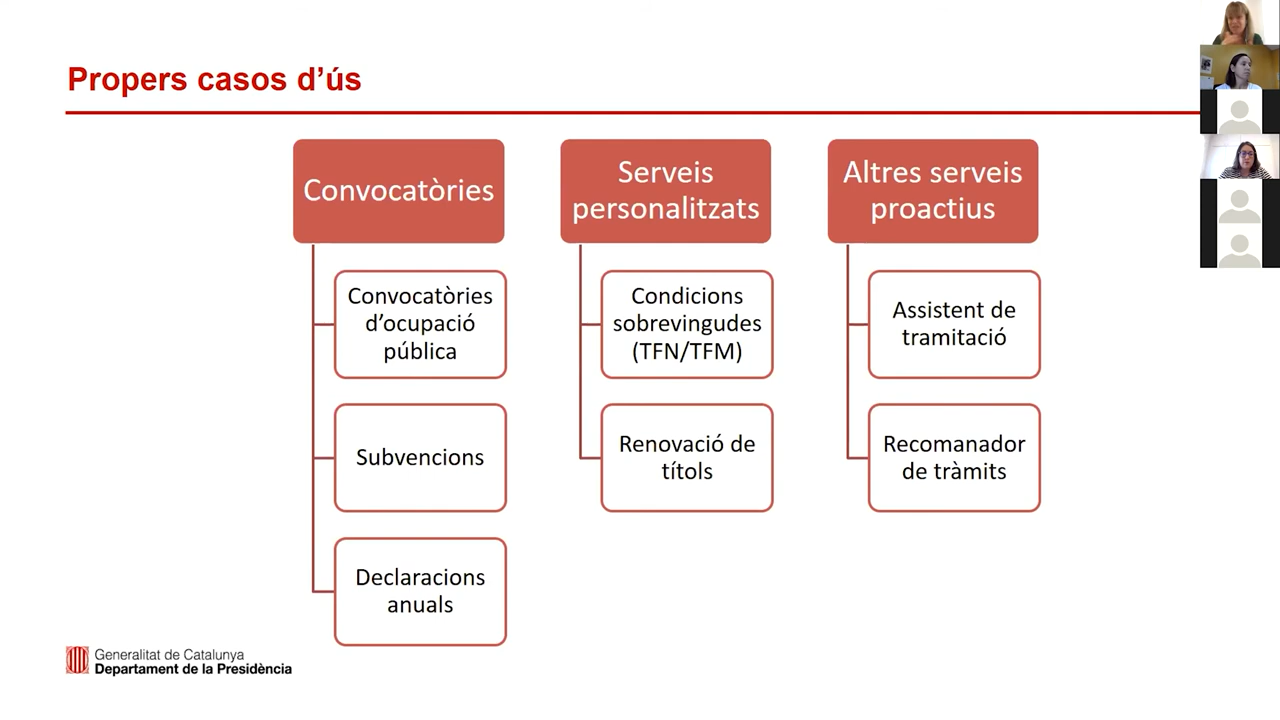 Propers casos d’ús
Convocatòries
Convocatòries
d’ocupació
pública
Subvencions
Declaracions
anuals
Serveis
personalitzats
Condicions
sobrevingudes
(TFN/TFM)
Renovació de
títols
Altres serveis
proactius
Assistent de
tramitació
Recomanador
de tràmits
Generalitat de Catalunya
Departament de la Presidència